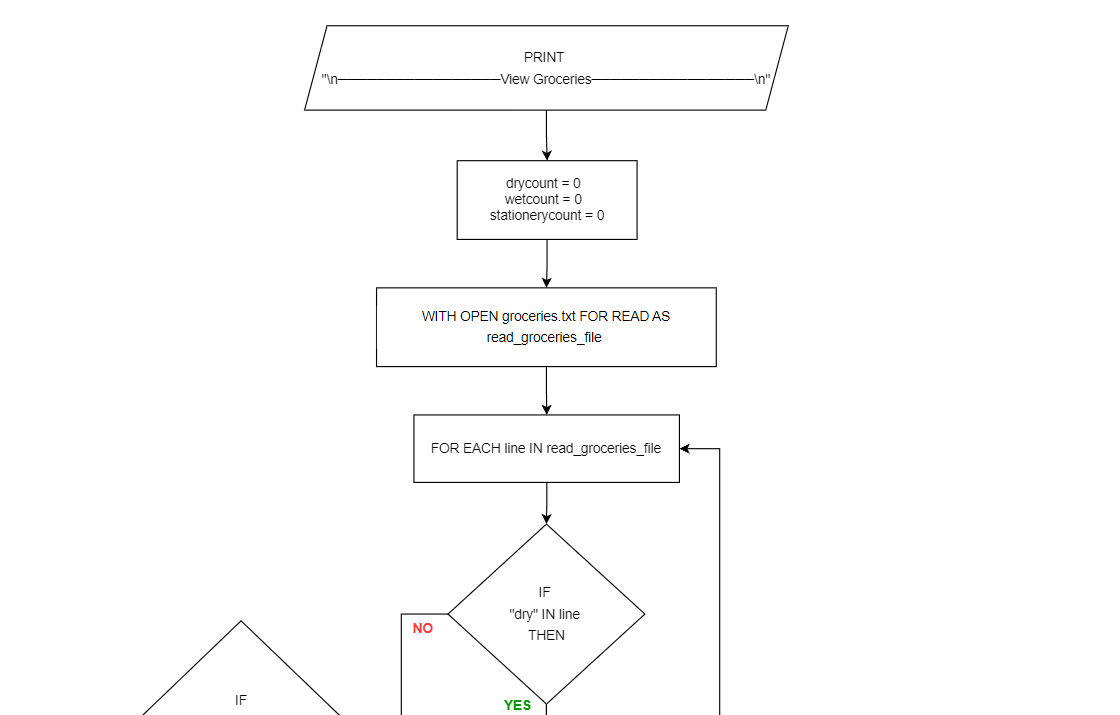 PRINT
"\n—————————————View Groceries—————————————\n"
drycount = 0
wetcount = 0
stationerycount = 0
WITH OPEN groceries.txt FOR READ AS
read_groceries_file
FOR EACH line IN read_groceries_file
IF
"dry" IN line
THEN
NO
YES
IF